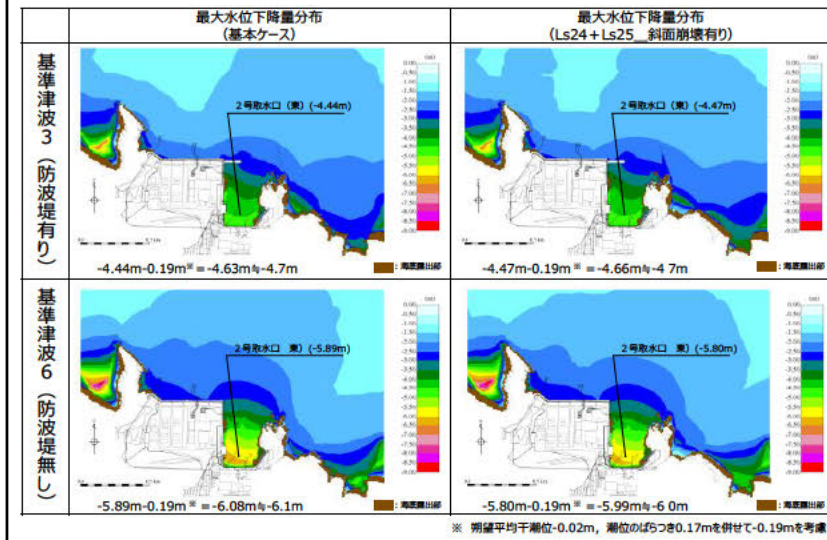 最大水位下降量分布
(基本ケース)
最大水位下降量分布
(Ls24+Ls25__斜面崩壊有り)
基準津波3(防波堤有り)
2号取水口(東)(-4.44m)
-4.44m-0.19m※=-4.63m≒-4.7m
:海底露出部
2号取水口(東)(-4.47m)
-4.47m-0.19m※=-4.66m≒-4 7m
:海底露出部
基準津波6(防波堤無し)
2号取水口 東)(-5.89m)
-5.89m-0.19m※=-6.08m≒-6.1m
:海底露出部
2号取水口 東)(-5.80m)
-5.80m-0.19m※=-5.99m≒-6 0m
:海底露出部
※ 朔望平均干潮位-0.02m,潮位のばらつき0.17mを併せて-0.19mを考慮